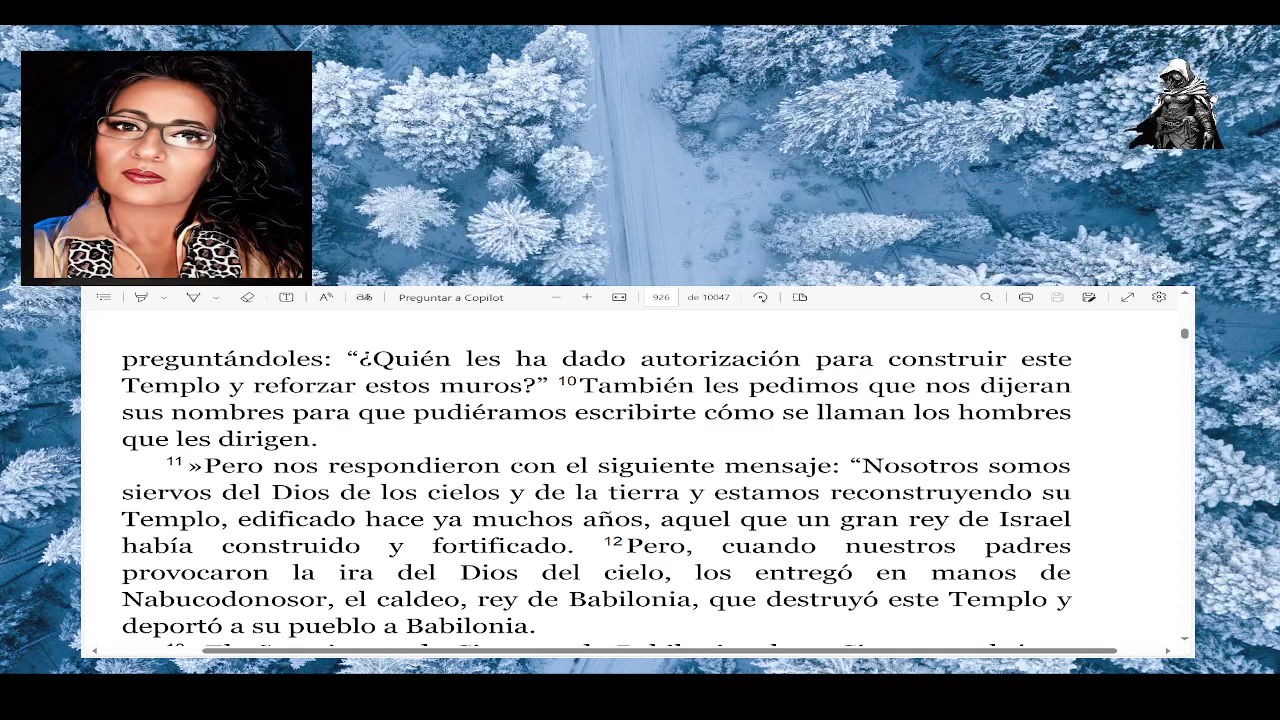 Preguntar a Copilot 926 de 10047
preguntándoles: “¿Quién les ha dado autorización para construir este
Templo y reforzar estos muros?” 10 También les pedimos que nos dijeran
sus nombres para que pudiéramos escribirte cómo se llaman los hombres
que les dirigen.
11 »Pero nos respondieron con el siguiente mensaje: “Nosotros somos
siervos del Dios de los cielos y de la tierra y estamos reconstruyendo su
Templo, edificado hace ya muchos años, aquel que un gran rey de Israel
había construido y fortificado. 12 Pero, cuando nuestros padres
provocaron la ira del Dios del cielo, los entregó en manos de
Nabucodonosor, el caldeo, rey de Babilonia, que destruyó este Templo y
deportó a su pueblo a Babilonia.